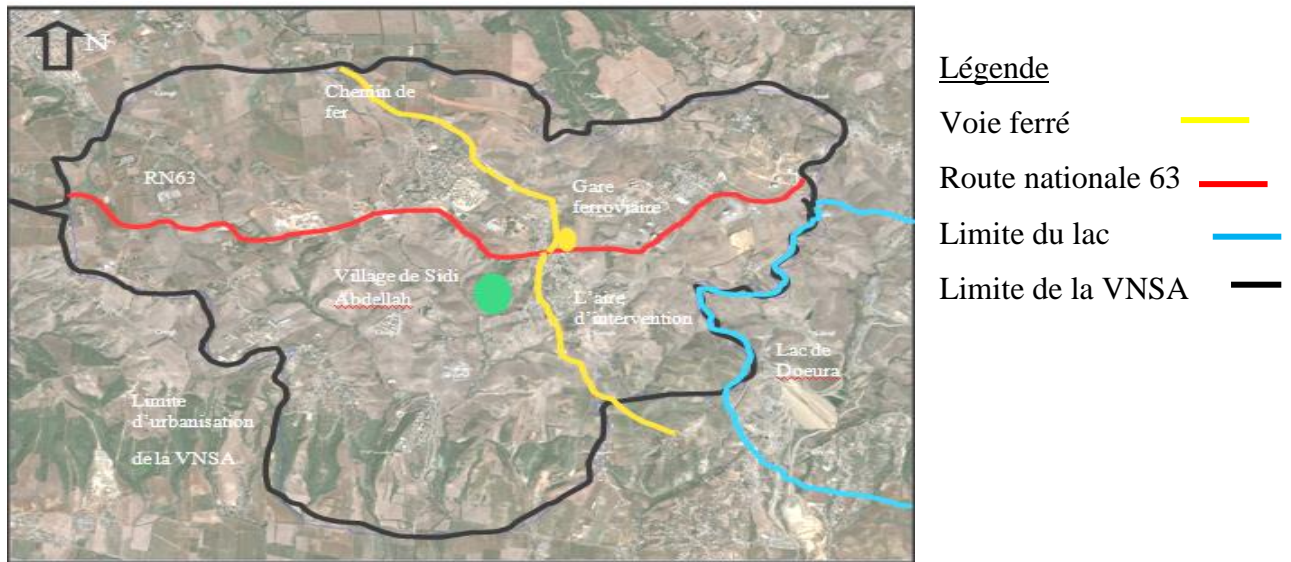 N
Chemin de
fer
RN63
Gare
ferroviaire
Village de Sidi
Abdellah
L'aire
d'intervention
Lac de
Doeura
Limite
d'urbanisation
de la VNSA
Légende
Voie ferré
Route nationale 63
Limite du lac
Limite de la VNSA